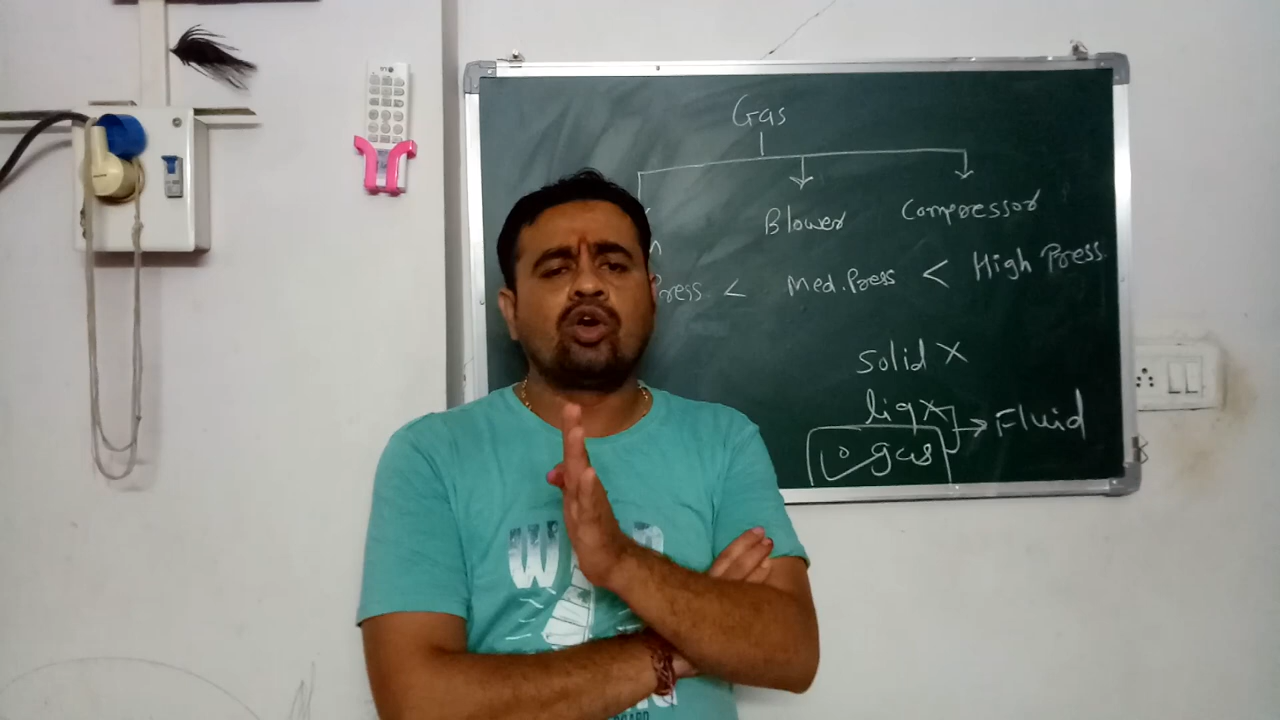 Gas
Blower Compressor
Press < Med. Press < High Press.
Solid ×
liq × → Fluid
gas
W